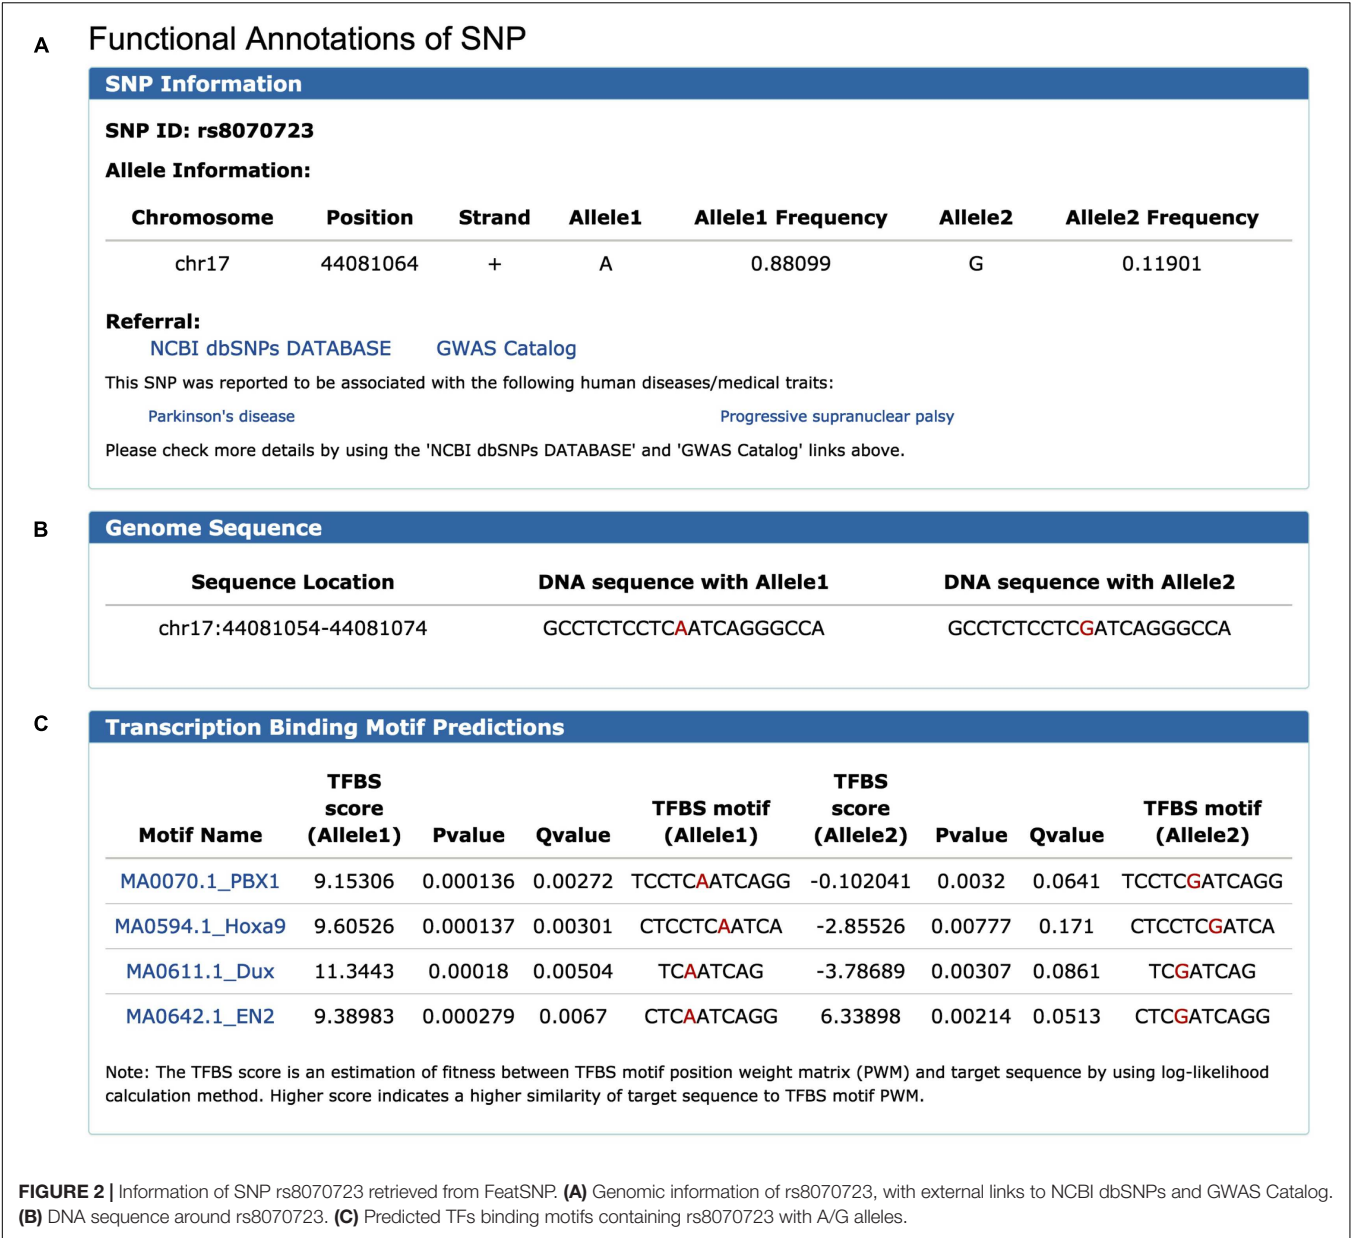 A
Functional Annotations of SNP
SNP Information
SNP ID: rs8070723
Allele Information:
Chromosome Position Strand Allele1 Allele1 Frequency Allele2 Allele2 Frequency
chr17 44081064 + A 0.88099 G 0.11901
Referral:
NCBI dbSNPs DATABASE GWAS Catalog
This SNP was reported to be associated with the following human diseases/medical traits:
Parkinson's disease Progressive supranuclear palsy
Please check more details by using the 'NCBI dbSNPs DATABASE' and 'GWAS Catalog' links above.
B
Genome Sequence
Sequence Location DNA sequence with Allele1 DNA sequence with Allele2
chr17:44081054-44081074 GCCTCTCCTCAATCAGGGCCA GCCTCTCCTCGATCAGGGCCA
C
Transcription Binding Motif Predictions
TFBS TFBS
score TFBS motif score TFBS motif
Motif Name (Allele1) Pvalue Qvalue (Allele1) (Allele2) Pvalue Qvalue (Allele2)
MA0070.1_PBX1 9.15306 0.000136 0.00272 TCCTCAATCAGG -0.102041 0.0032 0.0641 TCCTCGATCAGG
MA0594.1_Hoxa9 9.60526 0.000137 0.00301 CTCCTCAATCA -2.85526 0.00777 0.171 CTCCTCGATCA
MA0611.1_Dux 11.3443 0.00018 0.00504 TCAATCAG -3.78689 0.00307 0.0861 TCGATCAG
MA0642.1_EN2 9.38983 0.000279 0.0067 CTCAATCAGG 6.33898 0.00214 0.0513 CTCGATCAGG
Note: The TFBS score is an estimation of fitness between TFBS motif position weight matrix (PWM) and target sequence by using log-likelihood
calculation method. Higher score indicates a higher similarity of target sequence to TFBS motif PWM.
FIGURE 2 | Information of SNP rs8070723 retrieved from FeatSNP. (A) Genomic information of rs8070723, with external links to NCBI dbSNPs and GWAS Catalog.
(B) DNA sequence around rs8070723. (C) Predicted TFs binding motifs containing rs8070723 with A/G alleles.